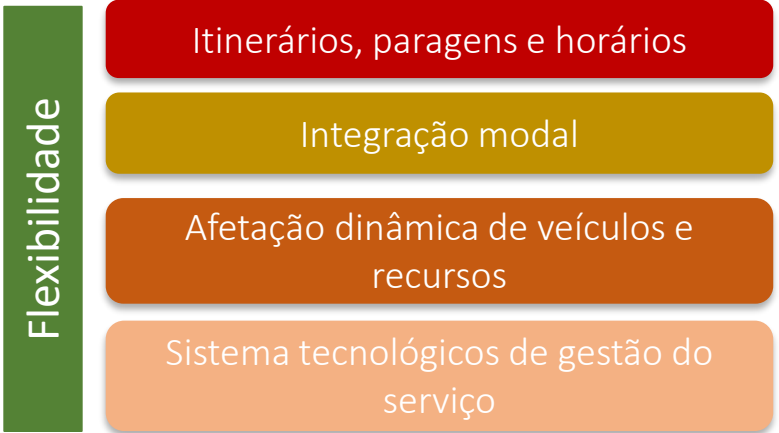 Flexibilidade
Itinerários, paragens e horários
Integração modal
Afetação dinâmica de veículos e
recursos
Sistema tecnológicos de gestão do
serviço